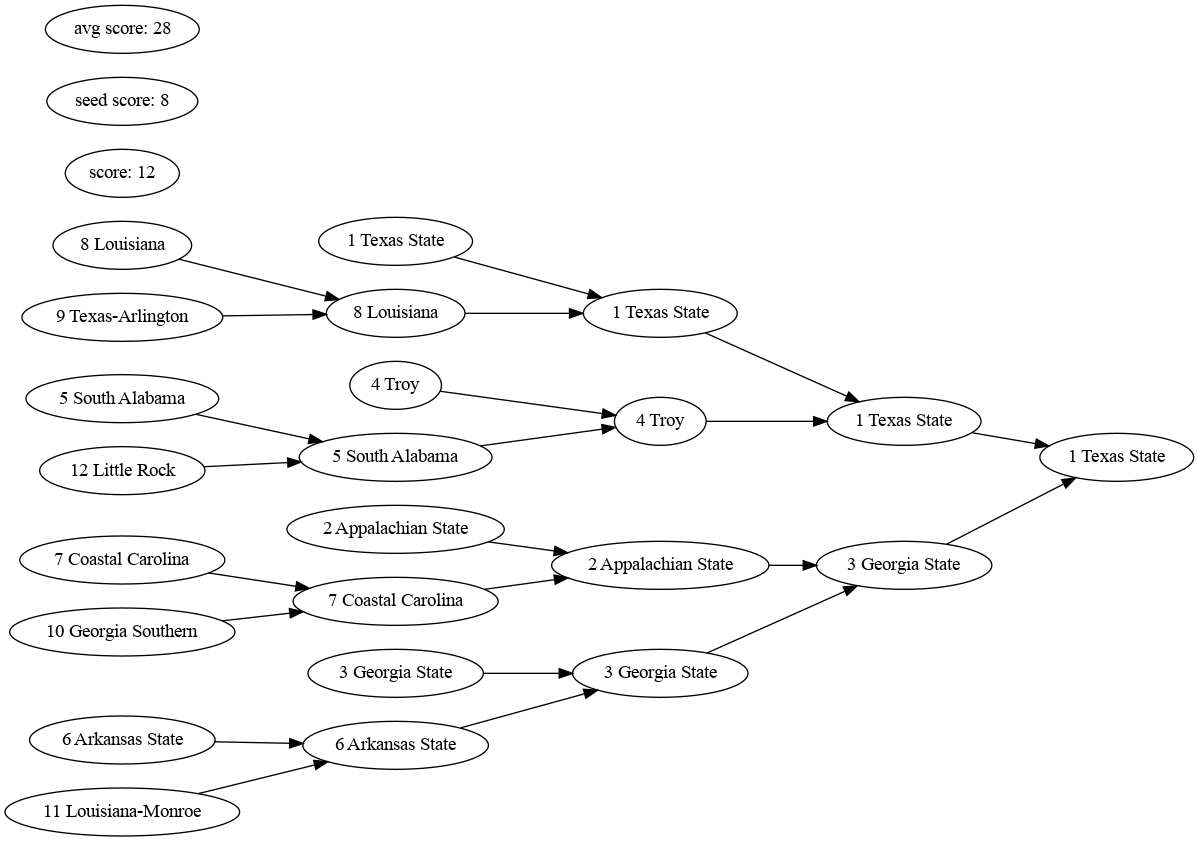 avg score: 28
seed score: 8
score: 12
8 Louisiana
9 Texas-Arlington
5 South Alabama
12 Little Rock
7 Coastal Carolina
10 Georgia Southern
6 Arkansas State
11 Louisiana-Monroe
1 Texas State
8 Louisiana
4 Troy
5 South Alabama
2 Appalachian State
7 Coastal Carolina
3 Georgia State
6 Arkansas State
1 Texas State
4 Troy
2 Appalachian State
3 Georgia State
1 Texas State
3 Georgia State
1 Texas State